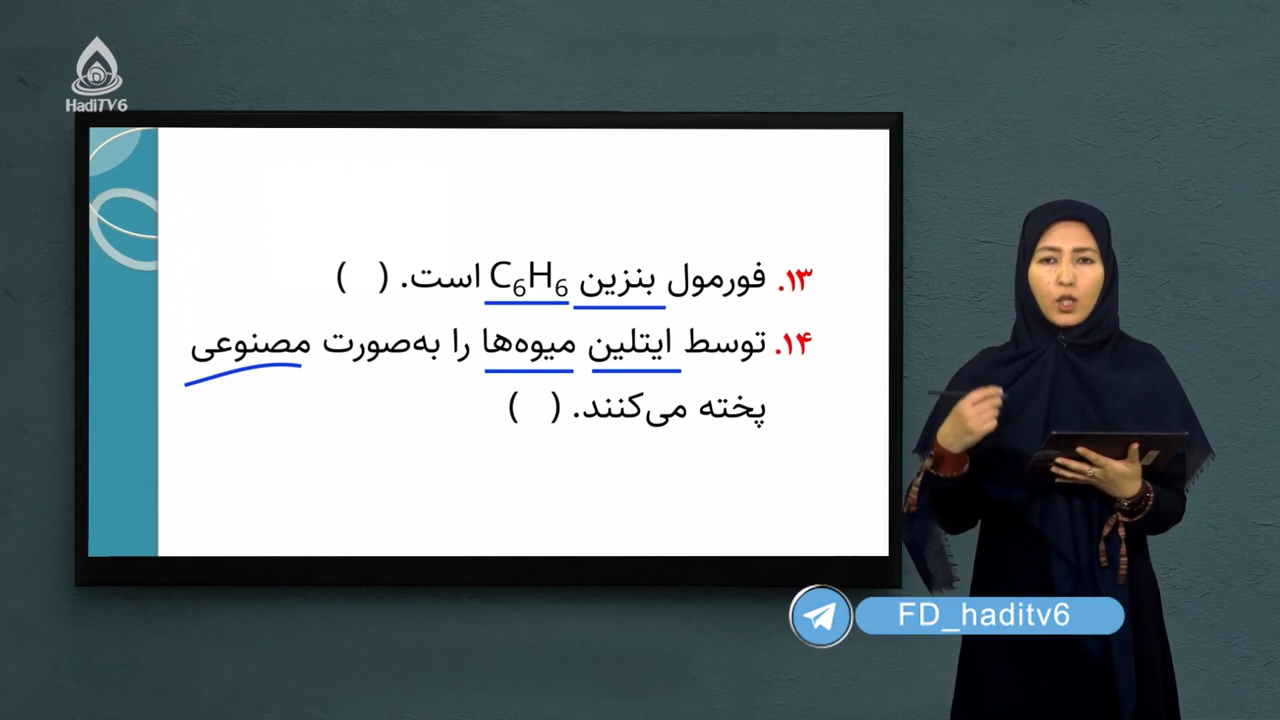 HadiTV6
۱۳. فورمول بنزین C₆H₆ است. (  )
۱۴. توسط ایتلین میوه‌ها را به‌صورت مصنوعی
پخته می‌کنند. (  )
FD_haditv6